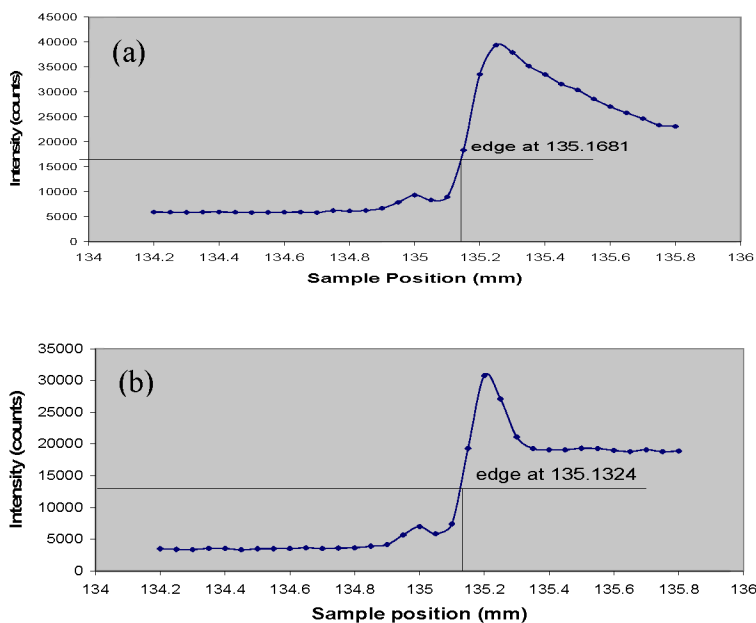 (a)
Intensity (counts)
45000
40000
35000
30000
25000
20000
15000
10000
5000
0
edge at 135.1681
134 134.2 134.4 134.6 134.8 135 135.2 135.4 135.6 135.8 136
Sample Position (mm)
(b)
Intensity (counts)
35000
30000
25000
20000
15000
10000
5000
0
edge at 135.1324
134 134.2 134.4 134.6 134.8 135 135.2 135.4 135.6 135.8 136
Sample position (mm)